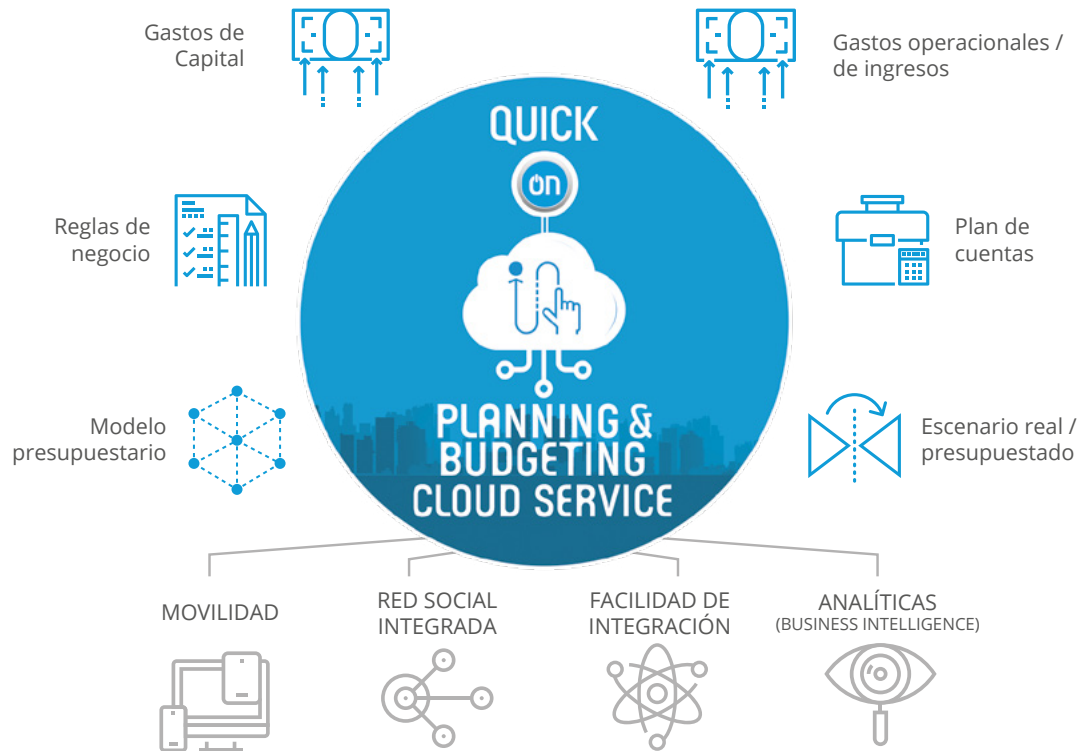 Gastos de
Capital
Gastos operacionales /
de ingresos
QUICK
on
Reglas de
negocio
Plan de
cuentas
Modelo
presupuestario
Escenario real /
presupuestado
PLANNING &
BUDGETING
CLOUD SERVICE
MOVILIDAD
RED SOCIAL
INTEGRADA
FACILIDAD DE
INTEGRACIÓN
ANALÍTICAS
(BUSINESS INTELLIGENCE)